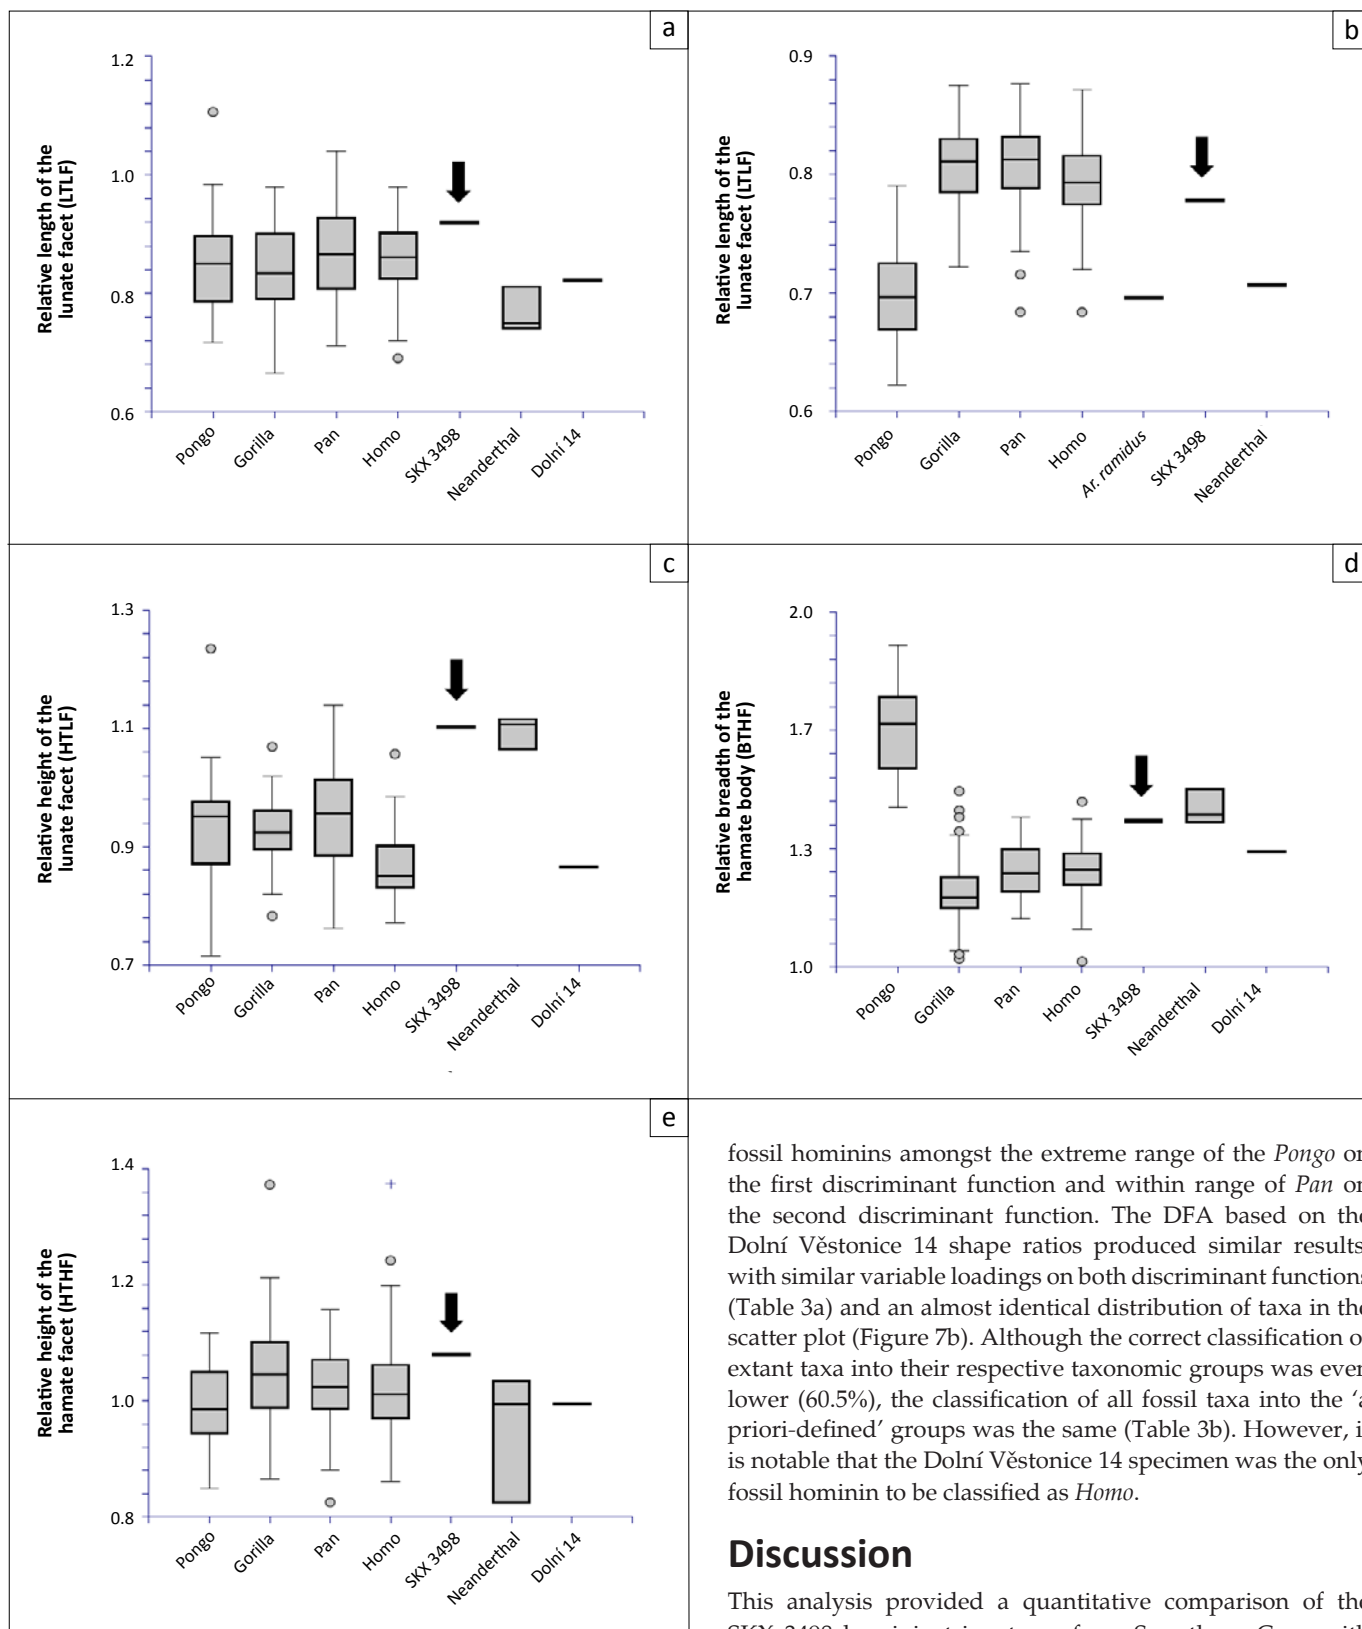 a
Relative length of the
lunate facet (LTLF)
1.2
1.0
0.8
0.6
Pongo
Gorilla
Pan
Homo
SKX 3498
Neanderthal
Dolní 14
b
Relative length of the
lunate facet (LTLF)
0.9
0.8
0.7
0.6
Pongo
Gorilla
Pan
Homo
Ar. ramidus
SKX 3498
Neanderthal
c
Relative height of the
lunate facet (HTLF)
1.3
1.1
0.9
0.7
Pongo
Gorilla
Pan
Homo
SKX 3498
Neanderthal
Dolní 14
d
Relative breadth of the
hamate body (BTHF)
2.0
1.7
1.3
1.0
Pongo
Gorilla
Pan
Homo
SKX 3498
Neanderthal
Dolní 14
e
Relative height of the
hamate facet (HTHF)
1.4
1.2
1.0
0.8
Pongo
Gorilla
Pan
Homo
SKX 3498
Neanderthal
Dolní 14
fossil hominins amongst the extreme range of the Pongo on
the first discriminant function and within range of Pan on
the second discriminant function. The DFA based on the
Dolní Věstonice 14 shape ratios produced similar results
with similar variable loadings on both discriminant functions
(Table 3a) and an almost identical distribution of taxa in the
scatter plot (Figure 7b). Although the correct classification of
extant taxa into their respective taxonomic groups was even
lower (60.5%), the classification of all fossil taxa into the ‘a
priori-defined’ groups was the same (Table 3b). However, it
is notable that the Dolní Věstonice 14 specimen was the only
fossil hominin to be classified as Homo.
Discussion
This analysis provided a quantitative comparison of the